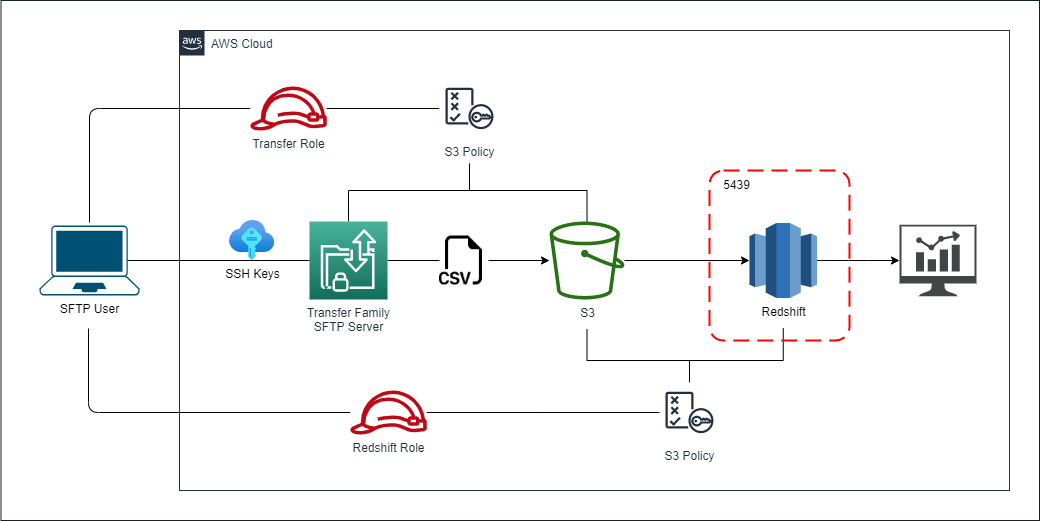 aws
AWS Cloud
Transfer Role
S3 Policy
5439
SSH Keys
CSV
SFTP User
Transfer Family
SFTP Server
S3
Redshift
Redshift Role
S3 Policy